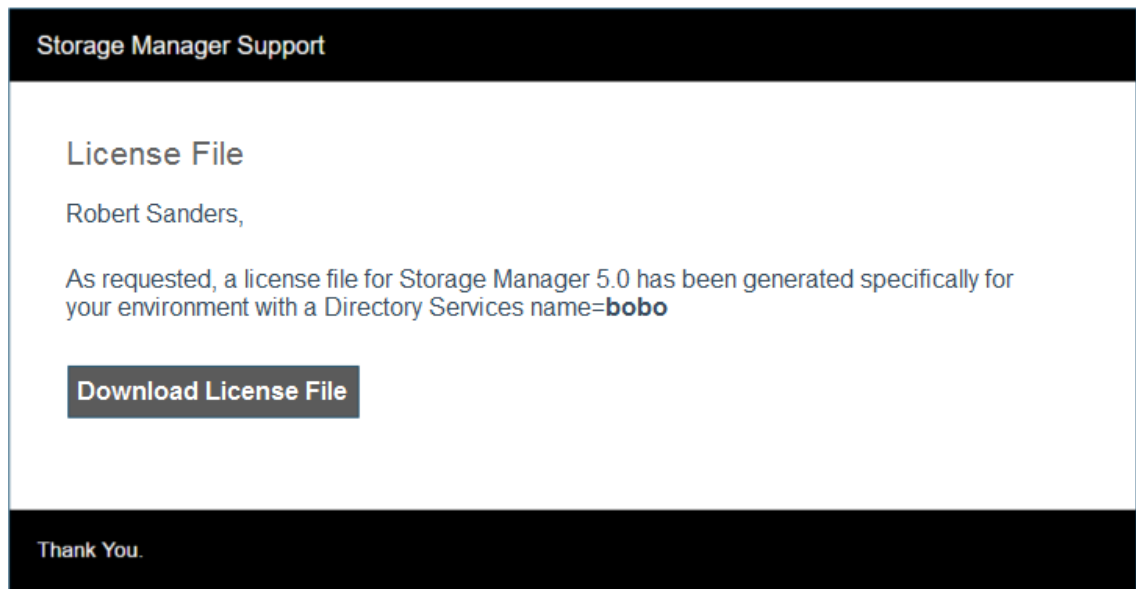 Storage Manager Support
License File
Robert Sanders,
As requested, a license file for Storage Manager 5.0 has been generated specifically for
your environment with a Directory Services name=bobo
Download License File
Thank You.